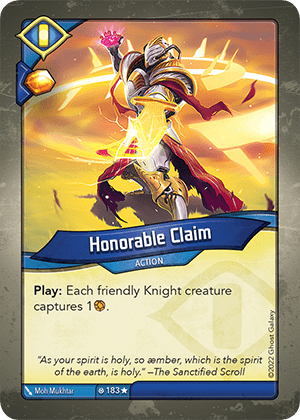 Honorable Claim
ACTION
Play: Each friendly Knight creature
captures 1.
"As your spirit is holy, so æmber, which is the spirit
of the earth, is holy." –The Sanctified Scroll
Moh Mukhtar
183★
©2022 Ghost Galaxy